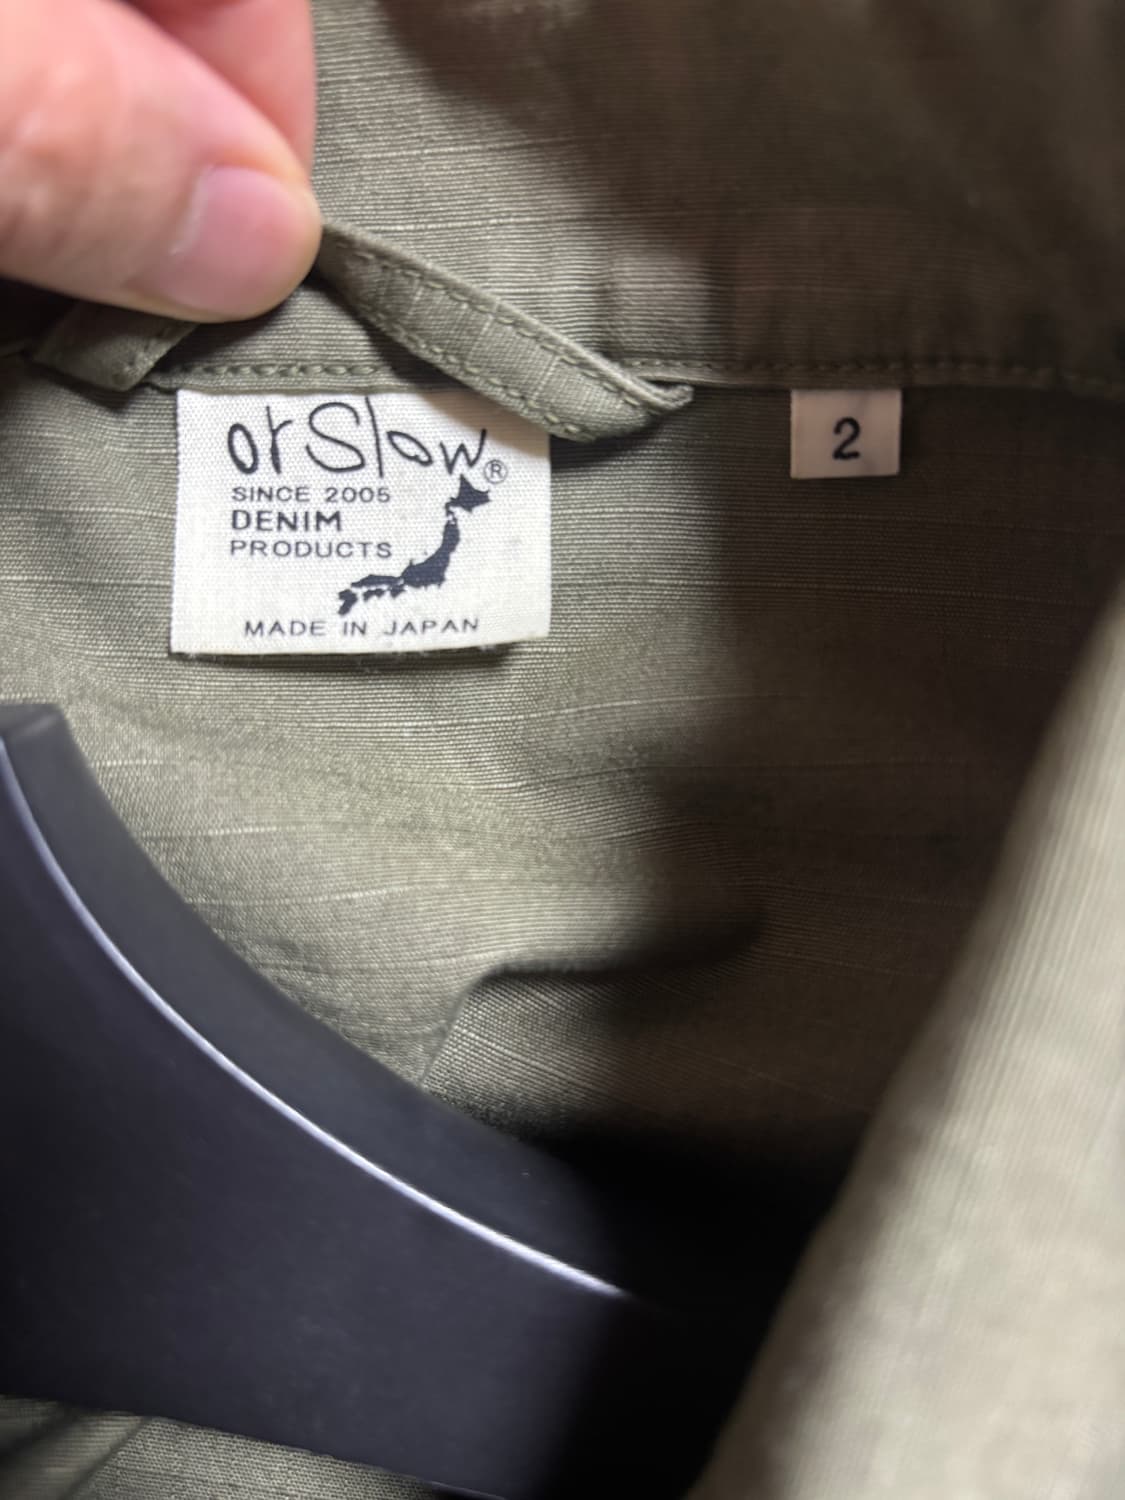 orSlow®
SINCE 2005
DENIM
PRODUCTS
MADE IN JAPAN
2